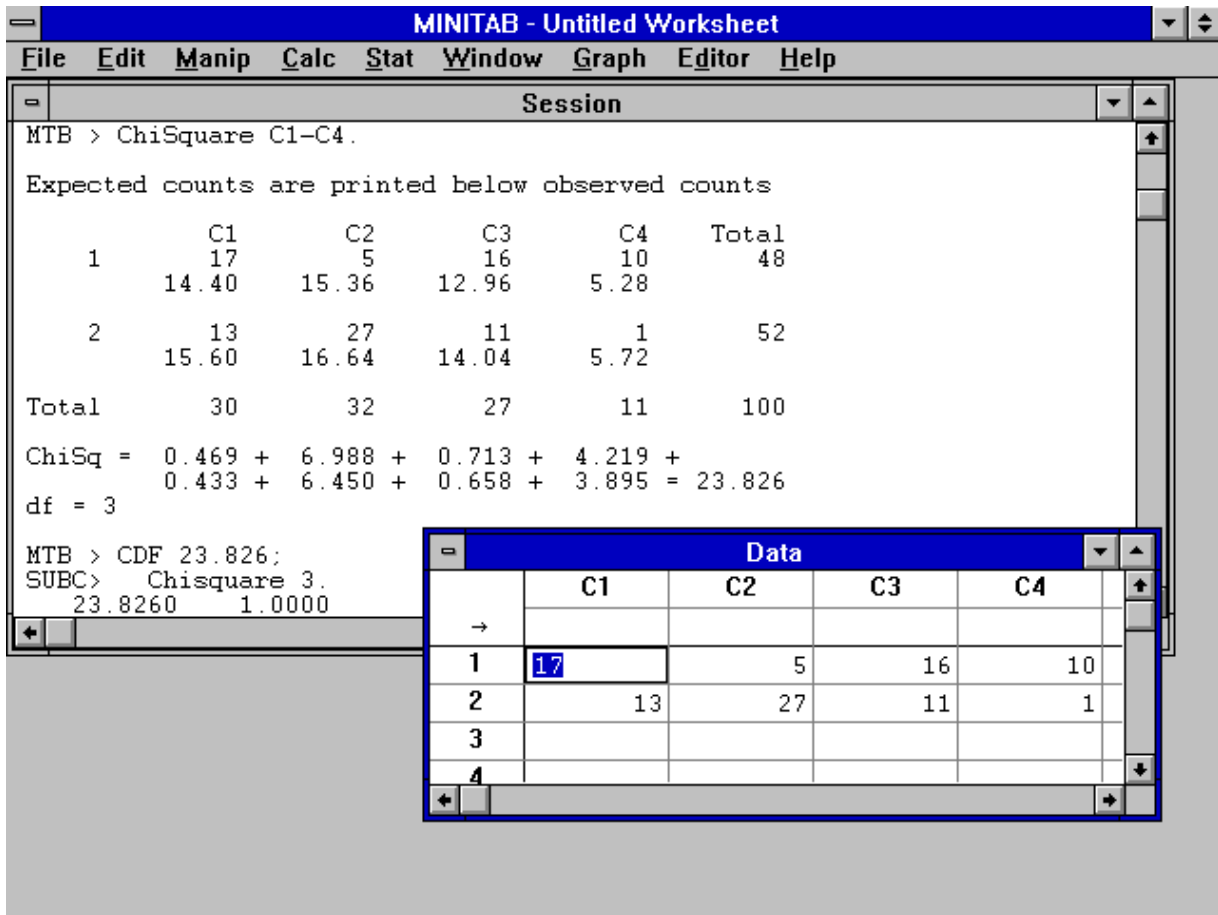 MINITAB - Untitled Worksheet
File Edit Manip Calc Stat Window Graph Editor Help
Session
MTB > ChiSquare C1-C4.
Expected counts are printed below observed counts
C1 C2 C3 C4 Total
1 17 5 16 10 48
14.40 15.36 12.96 5.28
2 13 27 11 1 52
15.60 16.64 14.04 5.72
Total 30 32 27 11 100
ChiSq = 0.469 + 6.988 + 0.713 + 4.219 +
0.433 + 6.450 + 0.658 + 3.895 = 23.826
df = 3
MTB > CDF 23.826;
SUBC> Chisquare 3.
23.8260 1.0000
Data
C1 C2 C3 C4
→
1 17 5 16 10
2 13 27 11 1
3
4